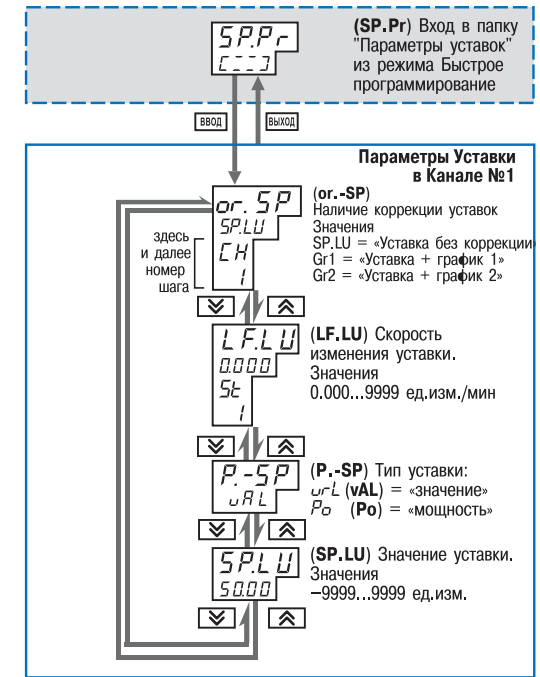 SP.Pr
[---]
(SP.Pr) Вход в папку
"Параметры уставок"
из режима Быстрое
программирование
ВВОД
ВЫХОД
Параметры Уставки
в Канале №1
or. SP
SP.LU
CH
1
здесь
и далее
номер
шага
(or.-SP)
Наличие коррекции уставок
Значения
SP.LU = «Уставка без коррекции»
Gr1 = «Уставка + график 1»
Gr2 = «Уставка + график 2»
LF.LU
0.000
St
1
(LF.LU) Скорость
изменения уставки.
Значения
0.000...9999 ед.изм./мин
P.-SP
vAL
(P.-SP) Тип уставки:
vrL (vAL) = «значение»
Po (Po) = «мощность»
SP.LU
50.00
(SP.LU) Значение уставки.
Значения
–9999...9999 ед.изм.